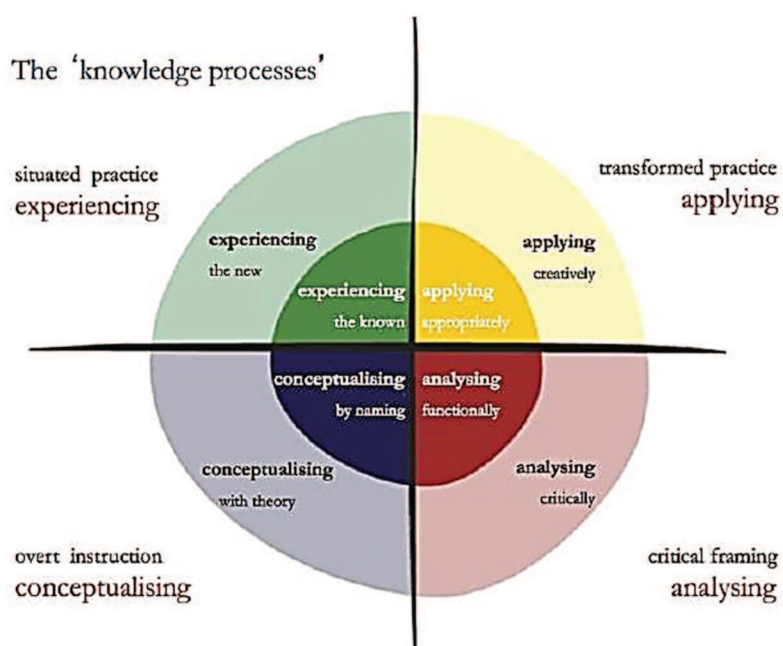 The 'knowledge processes'
situated practice
experiencing
transformed practice
applying
experiencing
the new
applying
creatively
experiencing
the known
applying
appropriately
conceptualising
by naming
analysing
functionally
conceptualising
with theory
analysing
critically
overt instruction
conceptualising
critical framing
analysing